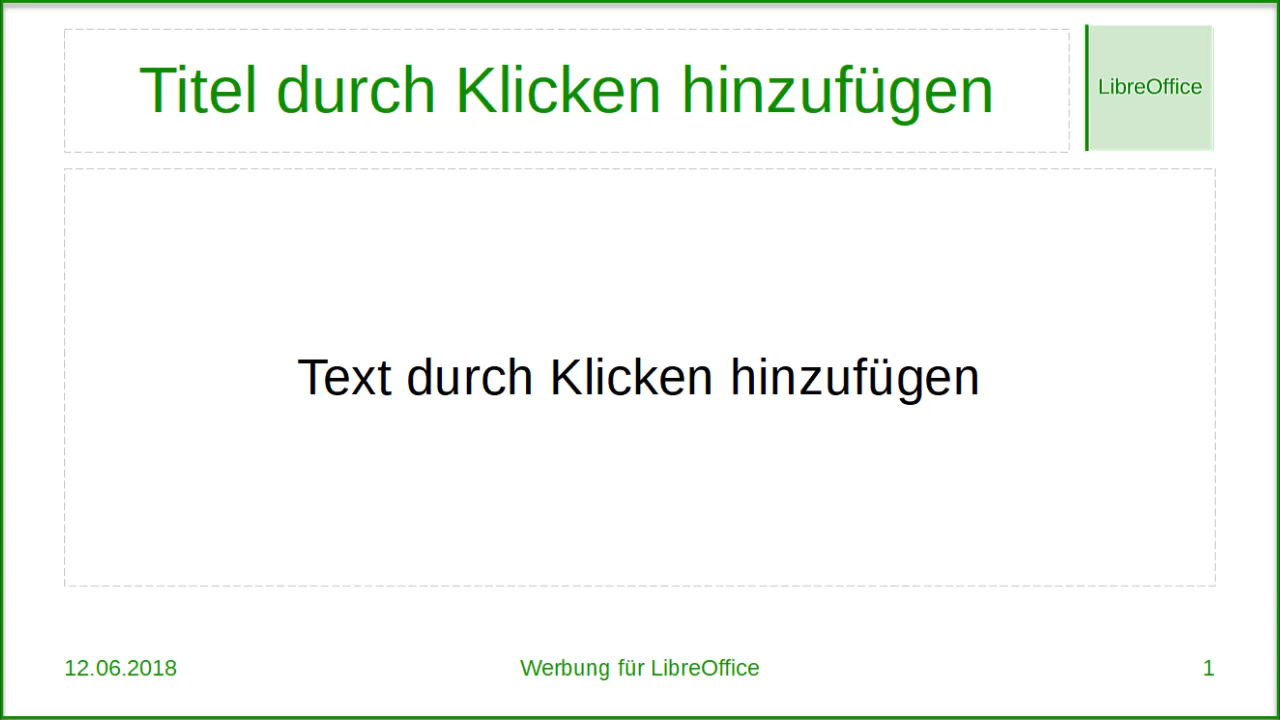 Titel durch Klicken hinzufügen
LibreOffice
Text durch Klicken hinzufügen
12.06.2018
Werbung für LibreOffice
1